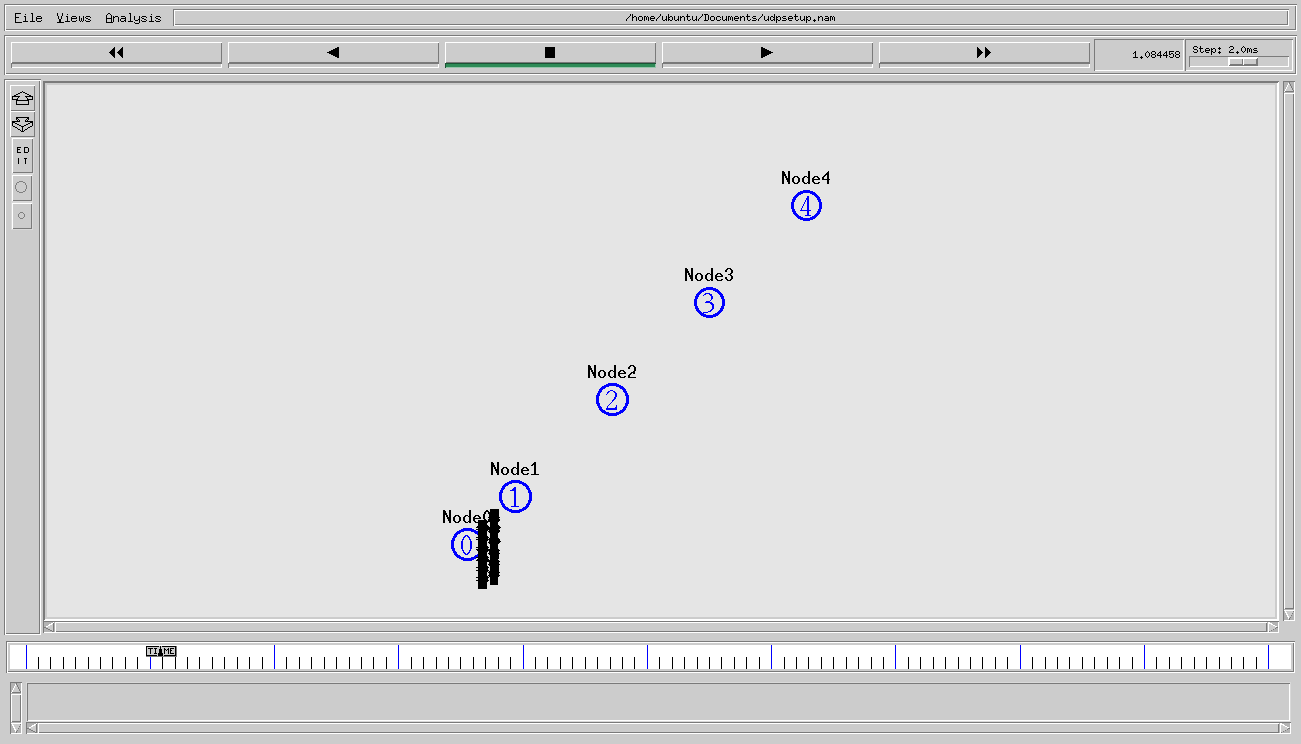 File Views Analysis /home/ubuntu/Documents/udpsetup.nam
1.084458 Step: 2.0ms
ED
IT
Node4
4
Node3
3
Node2
2
Node1
1
Node0
0
TIME